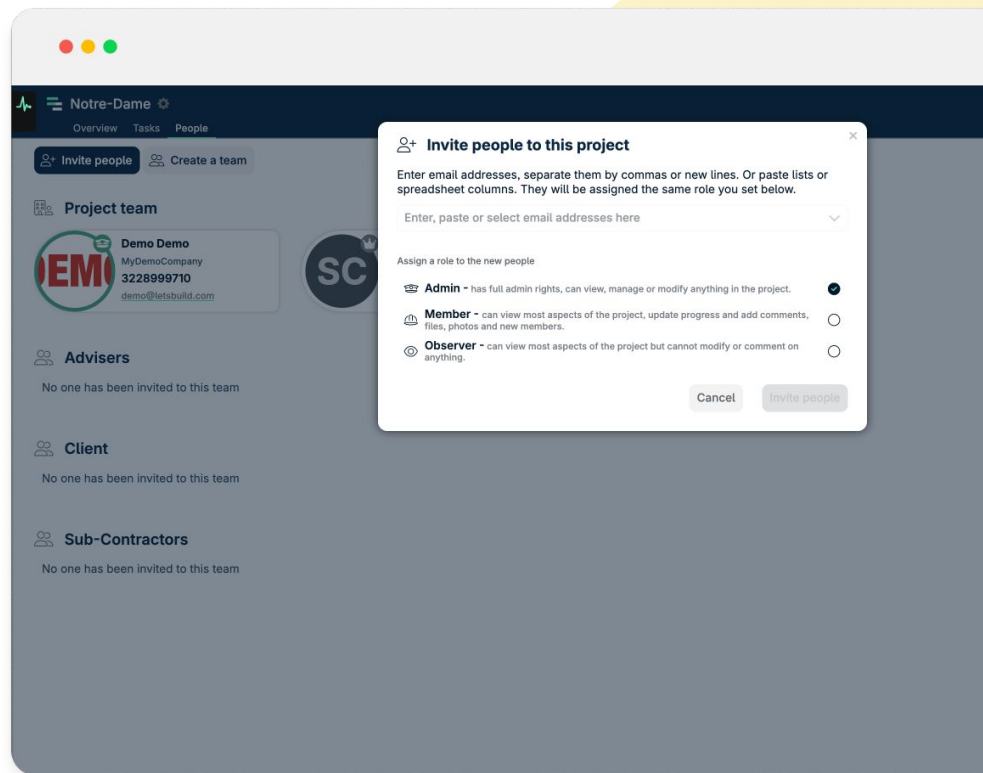 Notre-Dame
Overview Tasks People
Invite people Create a team
Project team
EM
Demo Demo
MyDemoCompany
3228999710
demo@letsbuild.com
SC
Advisers
No one has been invited to this team
Client
No one has been invited to this team
Sub-Contractors
No one has been invited to this team
Invite people to this project
Enter email addresses, separate them by commas or new lines. Or paste lists or
spreadsheet columns. They will be assigned the same role you set below.
Enter, paste or select email addresses here
Assign a role to the new people
Admin - has full admin rights, can view, manage or modify anything in the project.
Member - can view most aspects of the project, update progress and add comments,
files, photos and new members.
Observer - can view most aspects of the project but cannot modify or comment on
anything.
Cancel Invite people